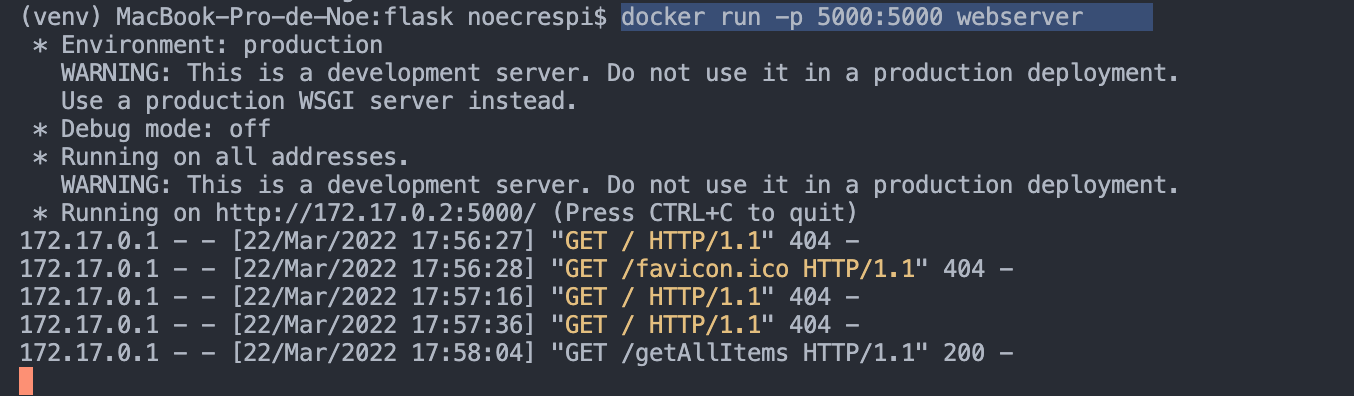 (venv) MacBook-Pro-de-Noe:flask noecrespi$ docker run -p 5000:5000 webserver
 * Environment: production
   WARNING: This is a development server. Do not use it in a production deployment.
   Use a production WSGI server instead.
 * Debug mode: off
 * Running on all addresses.
   WARNING: This is a development server. Do not use it in a production deployment.
 * Running on http://172.17.0.2:5000/ (Press CTRL+C to quit)
172.17.0.1 - - [22/Mar/2022 17:56:27] "GET / HTTP/1.1" 404 -
172.17.0.1 - - [22/Mar/2022 17:56:28] "GET /favicon.ico HTTP/1.1" 404 -
172.17.0.1 - - [22/Mar/2022 17:57:16] "GET / HTTP/1.1" 404 -
172.17.0.1 - - [22/Mar/2022 17:57:36] "GET / HTTP/1.1" 404 -
172.17.0.1 - - [22/Mar/2022 17:58:04] "GET /getAllItems HTTP/1.1" 200 -